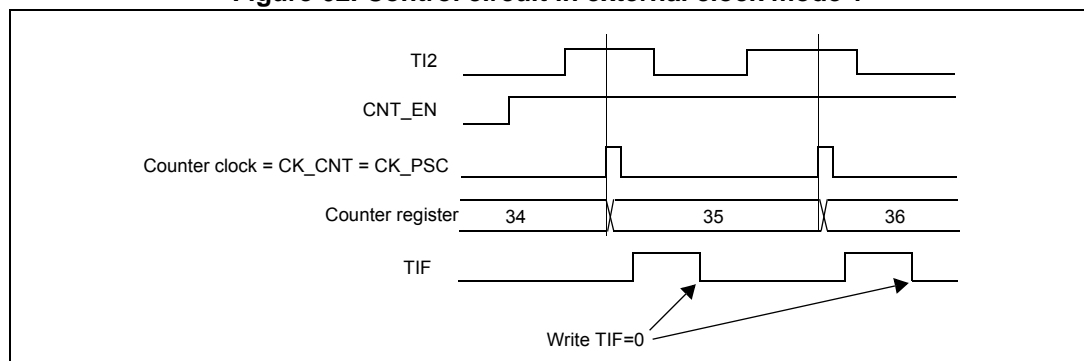 Figure 62. Control circuit in external clock mode 1
TI2
CNT_EN
Counter clock = CK_CNT = CK_PSC
Counter register 34 35 36
TIF
Write TIF=0